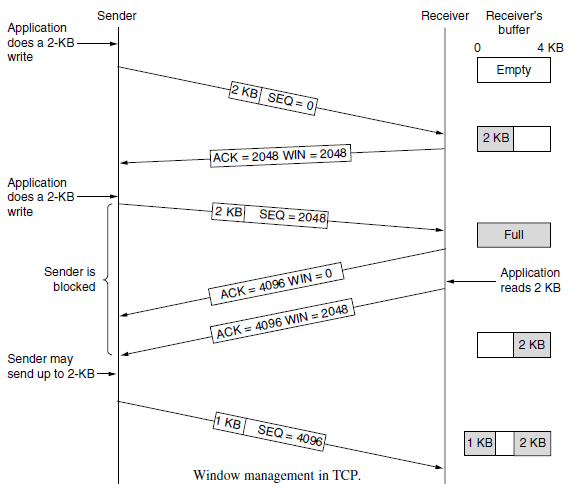 Sender
Receiver
Receiver's
buffer
Application
does a 2-KB
write
0
4 KB
Empty
2 KB
SEQ = 0
2 KB
ACK = 2048 WIN = 2048
Application
does a 2-KB
write
2 KB
SEQ = 2048
Full
Sender is
blocked
ACK = 4096 WIN = 0
Application
reads 2 KB
ACK = 4096 WIN = 2048
2 KB
Sender may
send up to 2-KB
1 KB
SEQ = 4096
1 KB
2 KB
Window management in TCP.